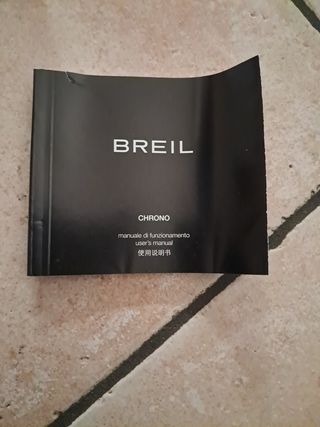 BREIL
CHRONO
manuale di funzionamento
user's manual
使用说明书